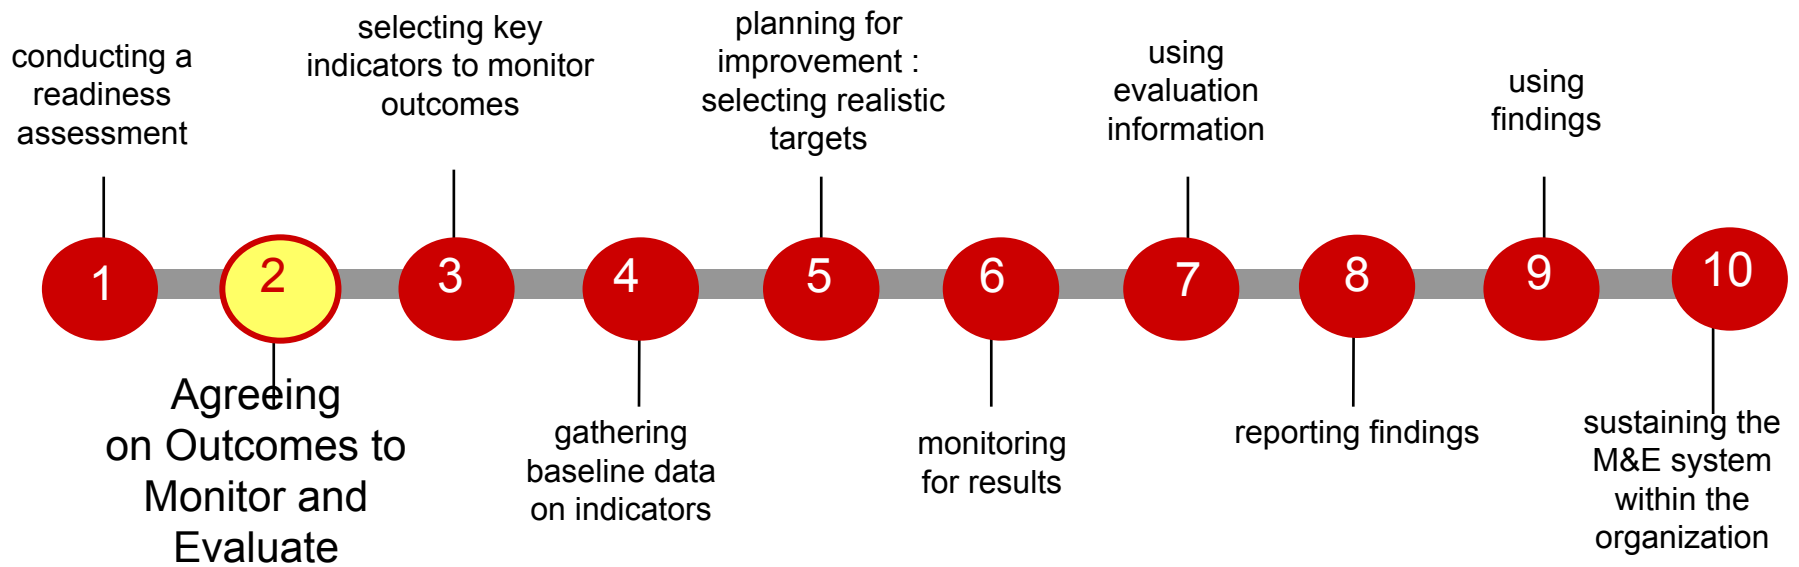 conducting a
readiness
assessment
selecting key
indicators to monitor
outcomes
planning for
improvement :
selecting realistic
targets
using
evaluation
information
using
findings
1
2
3
4
5
6
7
8
9
10
Agreeing
on Outcomes to
Monitor and
Evaluate
gathering
baseline data
on indicators
monitoring
for results
reporting findings
sustaining the
M&E system
within the
organization